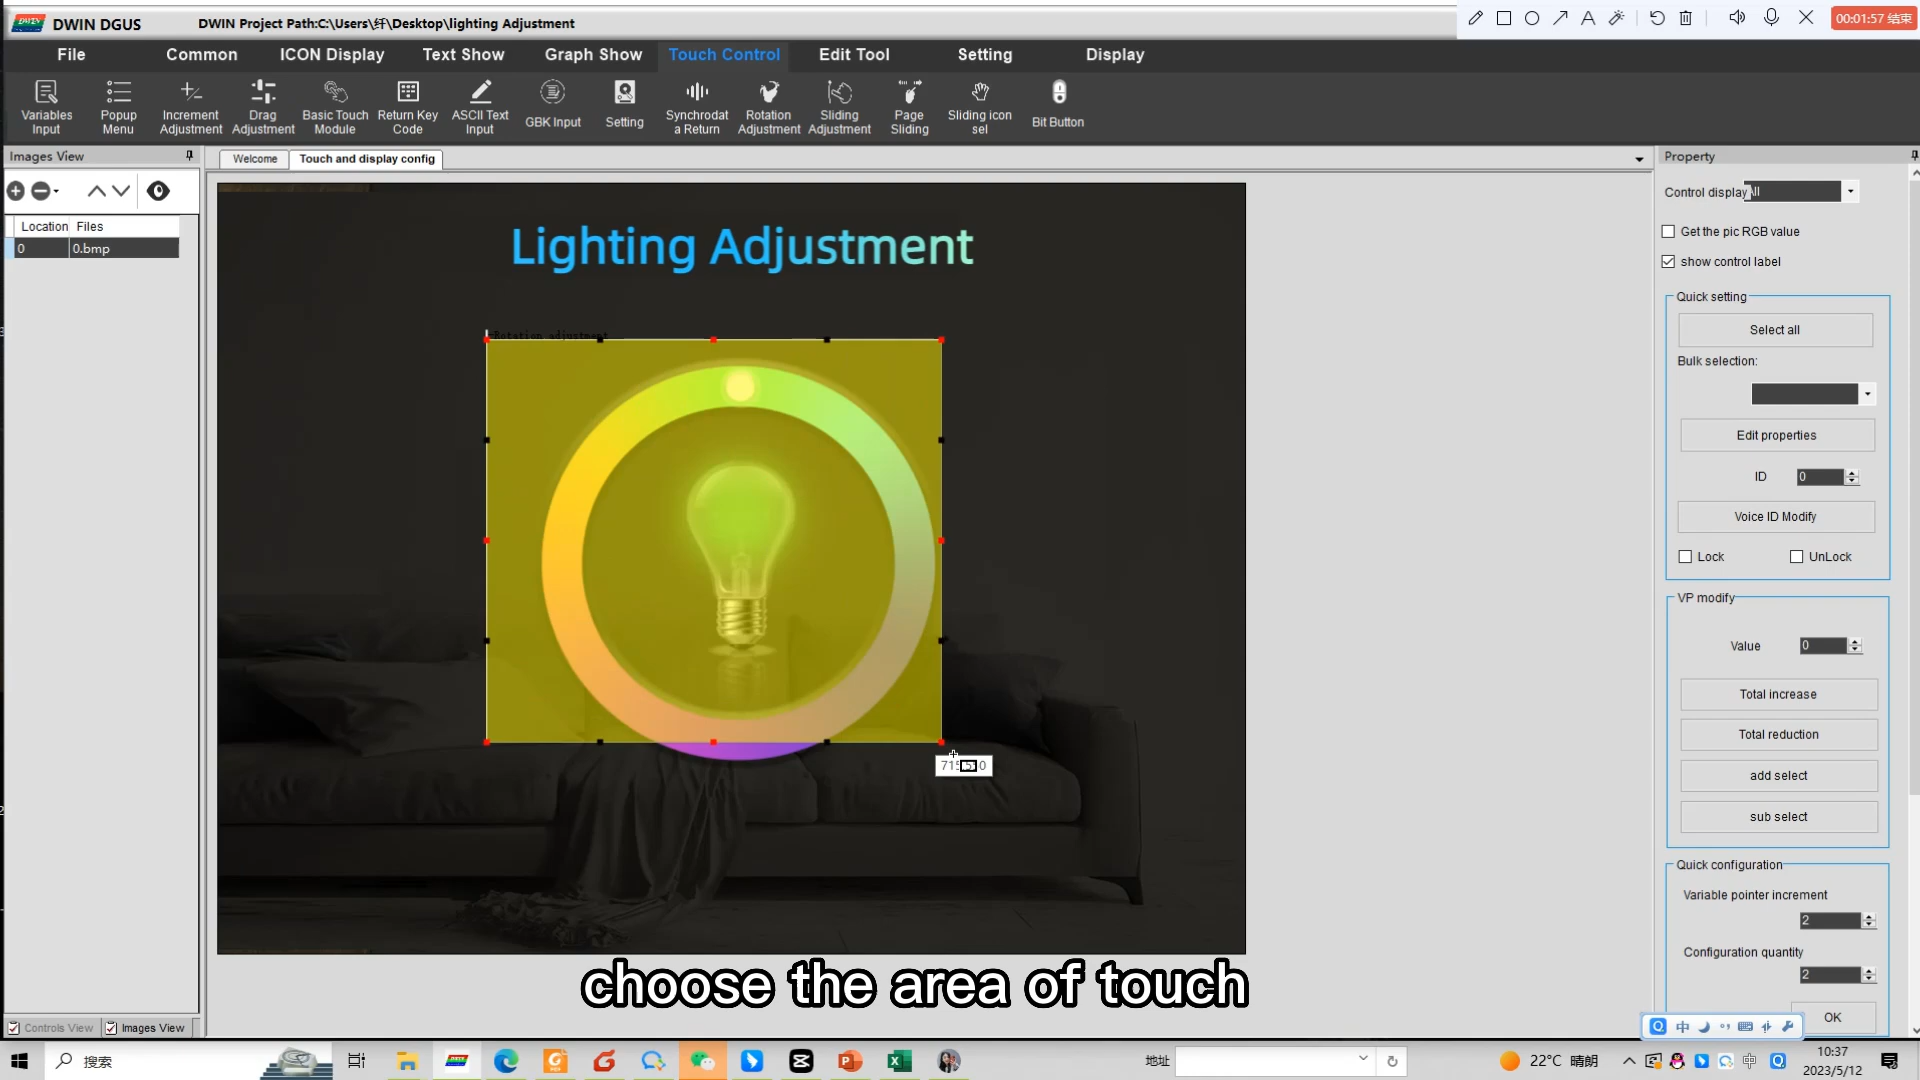 DWIN DGUS
DWIN Project Path:C:\Users\纤\Desktop\lighting Adjustment
00:01:57 结束
File Common ICON Display Text Show Graph Show Touch Control Edit Tool Setting Display
Variables Input
Popup Menu
Increment Adjustment
Drag Adjustment
Basic Touch Module
Return Key Code
ASCII Text Input
GBK Input
Setting
Synchrodat a Return
Rotation Adjustment
Sliding Adjustment
Page Sliding
Sliding icon sel
Bit Button
Images View
Welcome
Touch and display config
Property
Location Files
0 0.bmp
Lighting Adjustment
Rotation adjustment
Control display
Get the pic RGB value
show control label
Quick setting
Select all
Bulk selection:
Edit properties
ID 0
Voice ID Modify
Lock UnLock
VP modify
Value 0
Total increase
Total reduction
add select
sub select
Quick configuration
Variable pointer increment
2
Configuration quantity
2
OK
choose the area of touch
Controls View Images View
中
搜索
地址
22°C 晴朗
中
10:37
2023/5/12